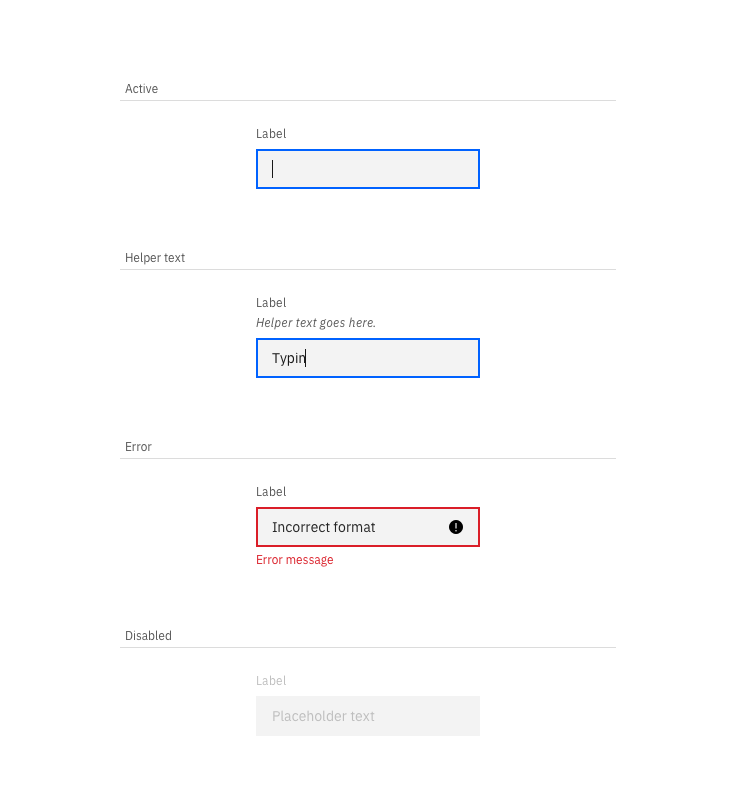 Active
Label
Helper text
Label
Helper text goes here.
Typin
Error
Label
Incorrect format
Error message
Disabled
Label
Placeholder text